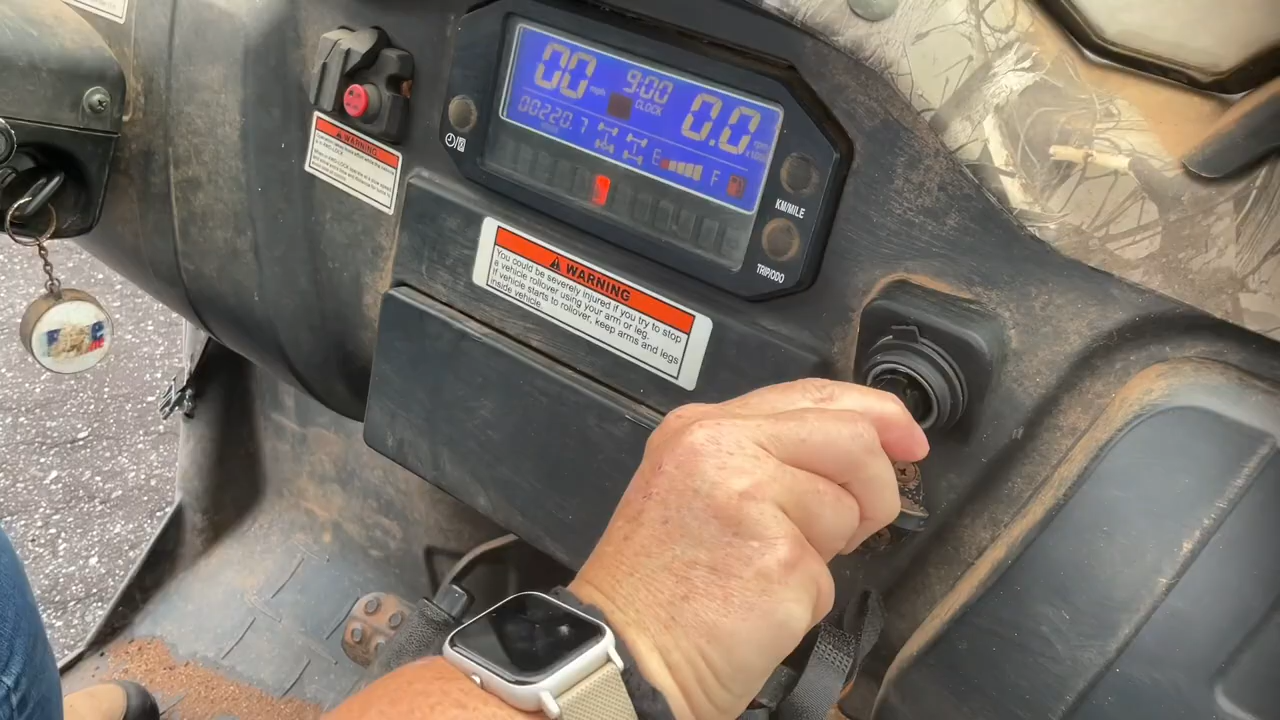 00
mph
9:00
CLOCK
0.0
rpm
x1000
00220.7
E
F
KM/MILE
TRIP/ODO
WARNING
WARNING
You could be severely injured if you try to stop
a vehicle rollover using your arm or leg.
If vehicle starts to rollover, keep arms and legs
inside vehicle.